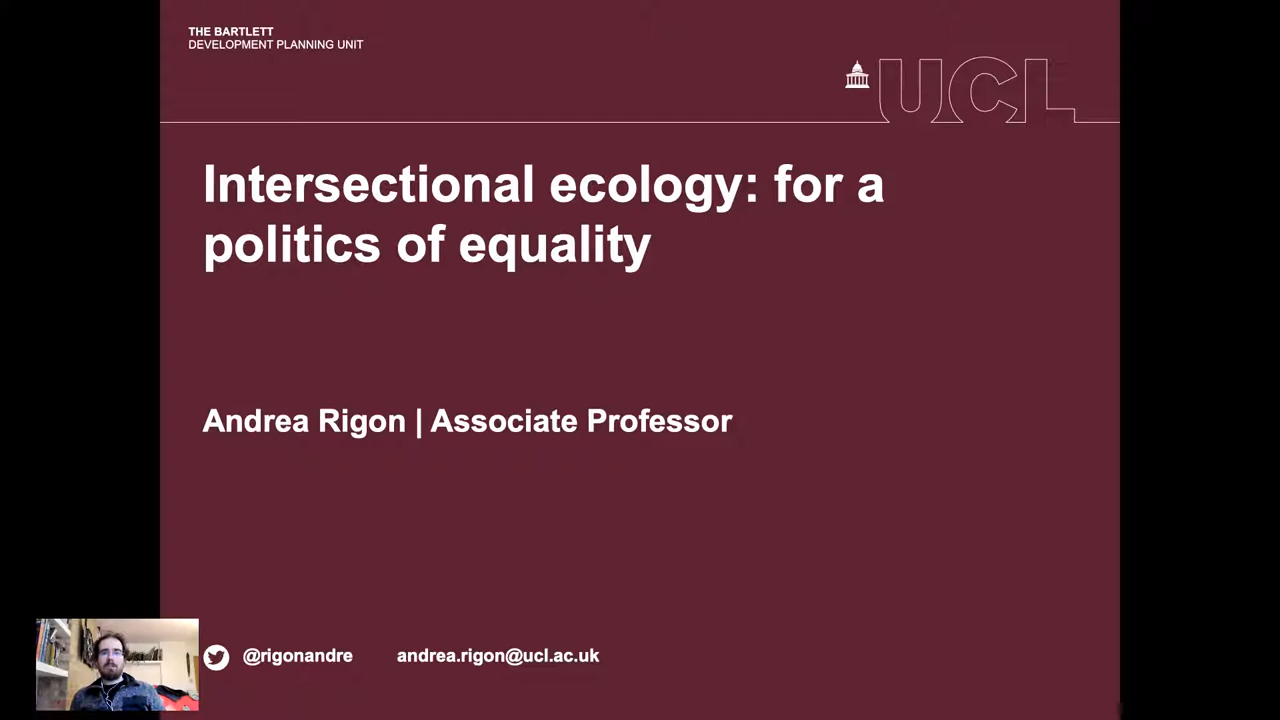 THE BARTLETT
DEVELOPMENT PLANNING UNIT
UCL
Intersectional ecology: for a
politics of equality
Andrea Rigon | Associate Professor
@rigonandre andrea.rigon@ucl.ac.uk